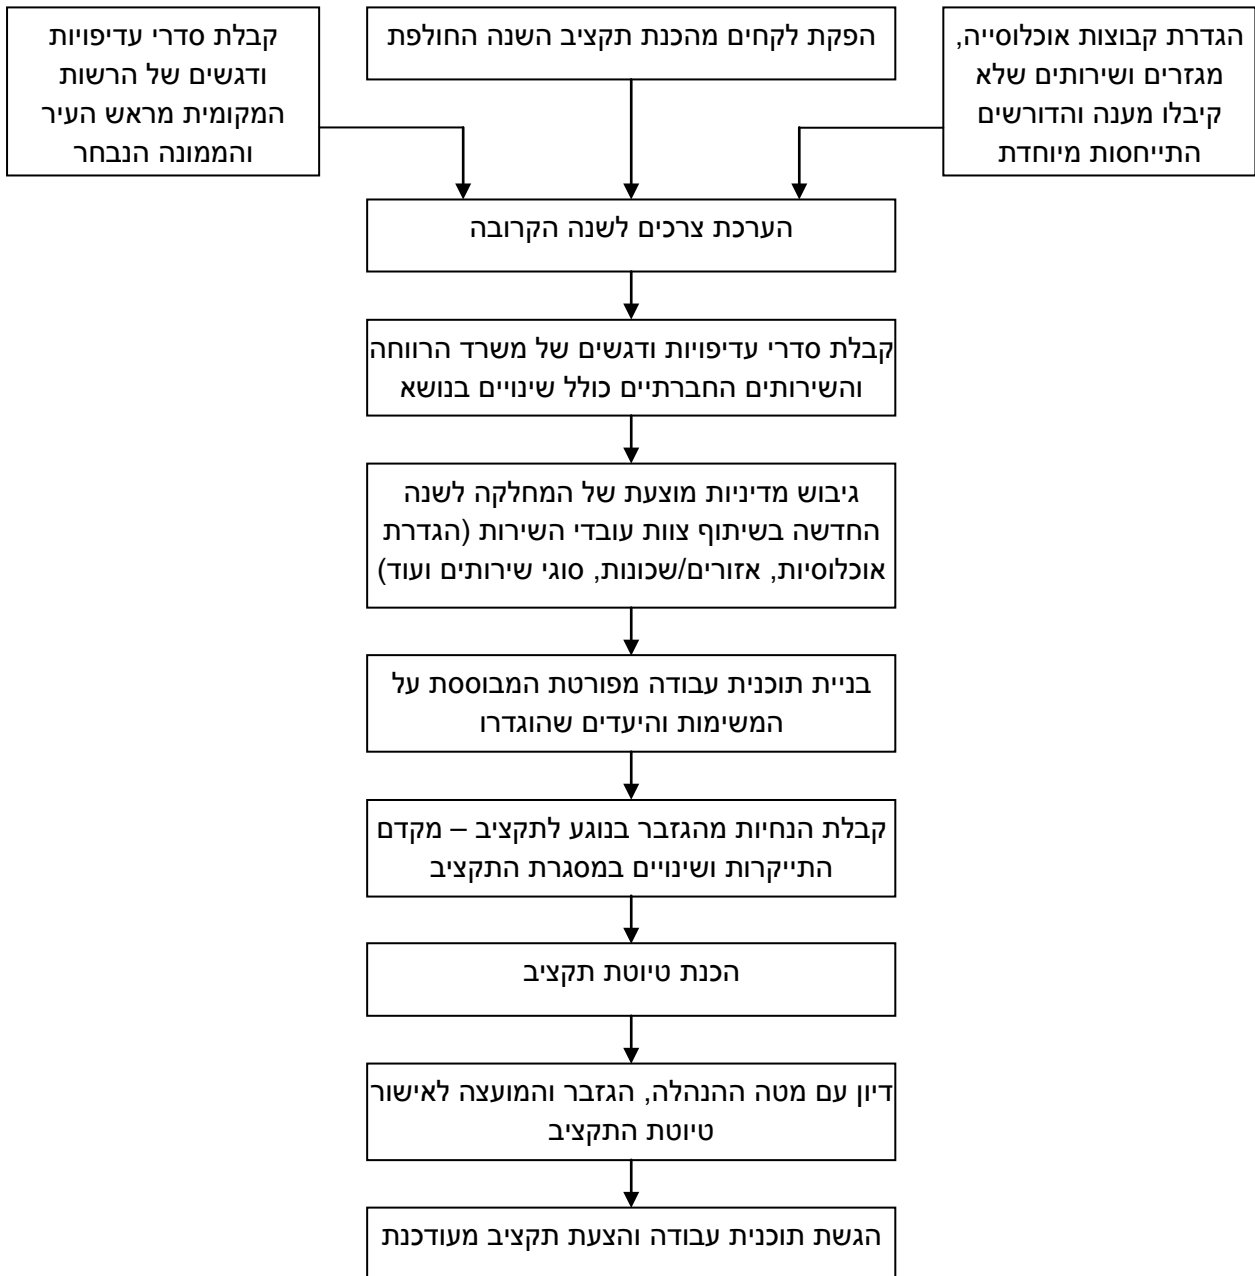 הגדרת קבוצות אוכלוסייה,
מגזרים ושירותים שלא
קיבלו מענה והדורשים
התייחסות מיוחדת
הפקת לקחים מהכנת תקציב השנה החולפת
קבלת סדרי עדיפויות
ודגשים של הרשות
המקומית מראש העיר
והממונה הנבחר
הערכת צרכים לשנה הקרובה
קבלת סדרי עדיפויות ודגשים של משרד הרווחה
והשירותים החברתיים כולל שינויים בנושא
גיבוש מדיניות מוצעת של המחלקה לשנה
החדשה בשיתוף צוות עובדי השירות (הגדרת
אוכלוסיות, אזורים/שכונות, סוגי שירותים ועוד)
בניית תוכנית עבודה מפורטת המבוססת על
המשימות והיעדים שהוגדרו
קבלת הנחיות מהגזבר בנוגע לתקציב – מקדם
התייקרות ושינויים במסגרת התקציב
הכנת טיוטת תקציב
דיון עם מטה ההנהלה, הגזבר והמועצה לאישור
טיוטת התקציב
הגשת תוכנית עבודה והצעת תקציב מעודכנת